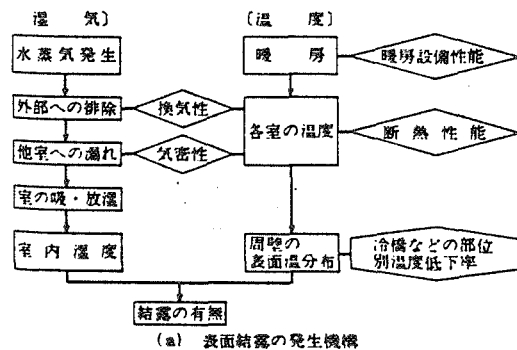 湿 気〕
〔温 度〕
水蒸気発生
暖 房
暖房設備性能
外部への排除
換気性
各室の温度
断熱性能
他室への漏れ
気密性
室の吸・放湿
室内湿度
周壁の
表面温分布
冷橋などの部位
別温度低下率
結露の有無
(a) 表面結露の発生機構